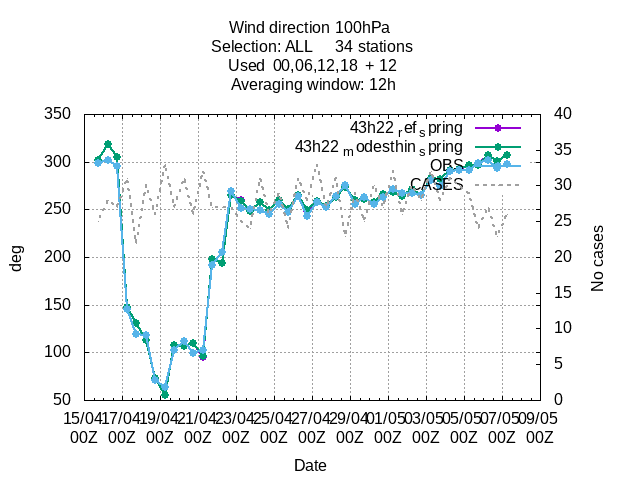 Wind direction 100hPa
Selection: ALL 34 stations
Used 00,06,12,18 + 12
Averaging window: 12h
43h22 ref spring
43h22 modesthin spring
OBS
CASES
350
300
250
200
150
100
50
40
35
30
25
20
15
10
5
0
deg
No cases
15/04 17/04 19/04 21/04 23/04 25/04 27/04 29/04 01/05 03/05 05/05 07/05 09/05
00Z 00Z 00Z 00Z 00Z 00Z 00Z 00Z 00Z 00Z 00Z 00Z 00Z
Date